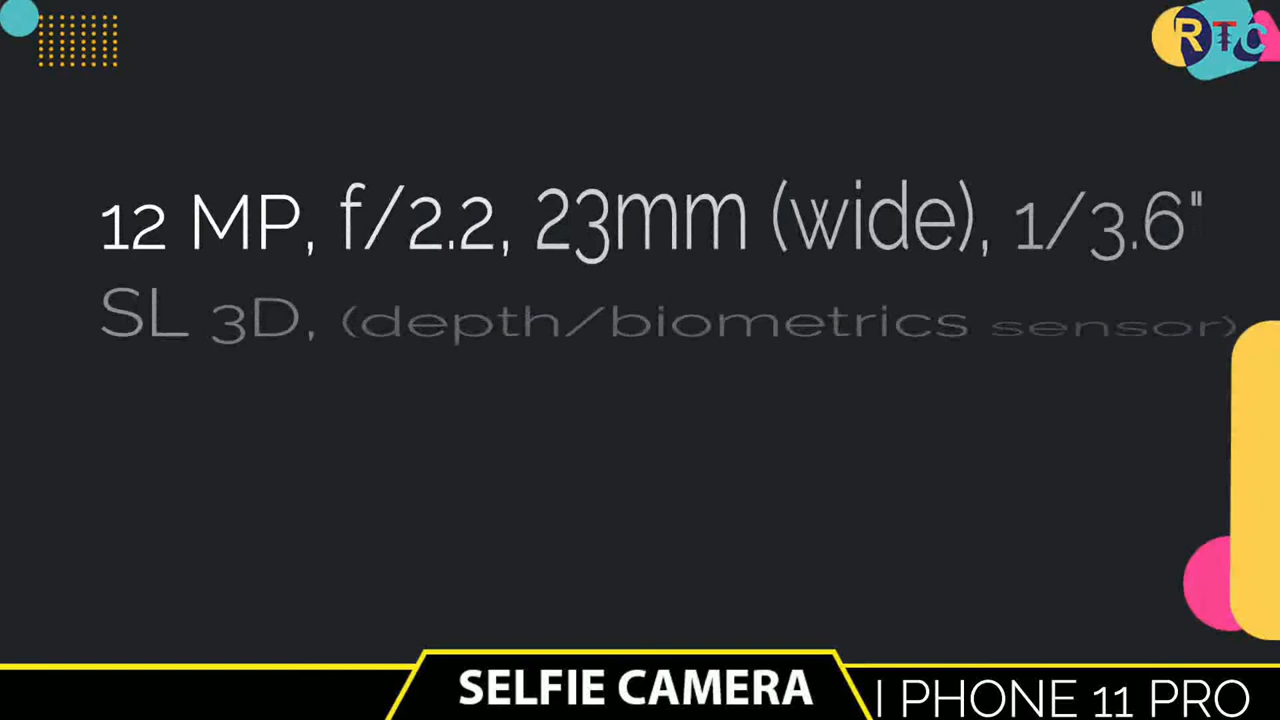 RTC
12 MP, f/2.2, 23mm (wide), 1/3.6"
SL 3D, (depth/biometrics sensor)
SELFIE CAMERA
I PHONE 11 PRO